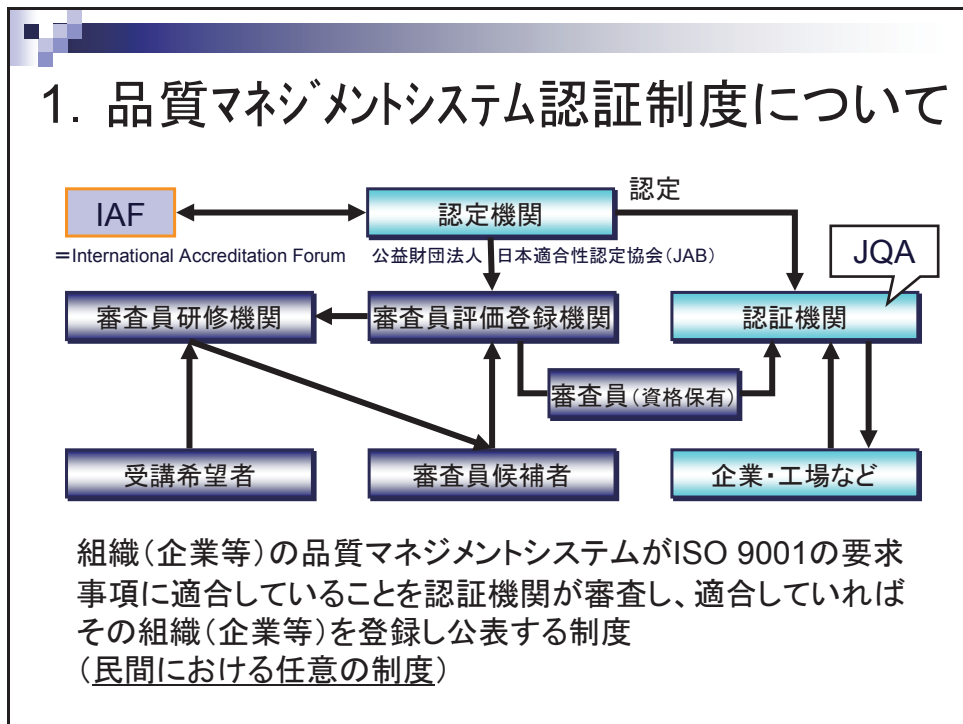 1. 品質マネジメントシステム認証制度について
認定
IAF
認定機関
=International Accreditation Forum
公益財団法人 日本適合性認定協会(JAB)
JQA
審査員研修機関
審査員評価登録機関
認証機関
審査員(資格保有)
受講希望者
審査員候補者
企業・工場など
組織(企業等)の品質マネジメントシステムがISO 9001の要求
事項に適合していることを認証機関が審査し、適合していれば
その組織(企業等)を登録し公表する制度
(民間における任意の制度)